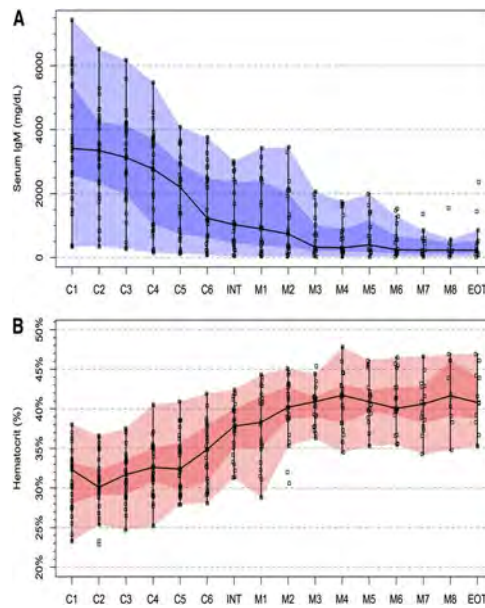 A
Serum IgM (mg/dL)
6000
4000
2000
0
C1 C2 C3 C4 C5 C6 INT M1 M2 M3 M4 M5 M6 M7 M8 EOT
B
Hematocrit (%)
50%
45%
40%
35%
30%
25%
20%
C1 C2 C3 C4 C5 C6 INT M1 M2 M3 M4 M5 M6 M7 M8 EOT